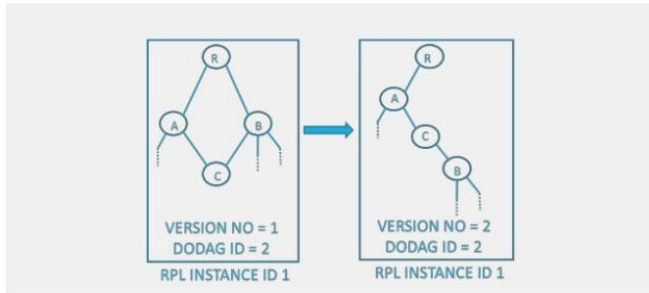 R
A
B
C
VERSION NO = 1
DODAG ID = 2
RPL INSTANCE ID 1
R
A
C
B
VERSION NO = 2
DODAG ID = 2
RPL INSTANCE ID 1